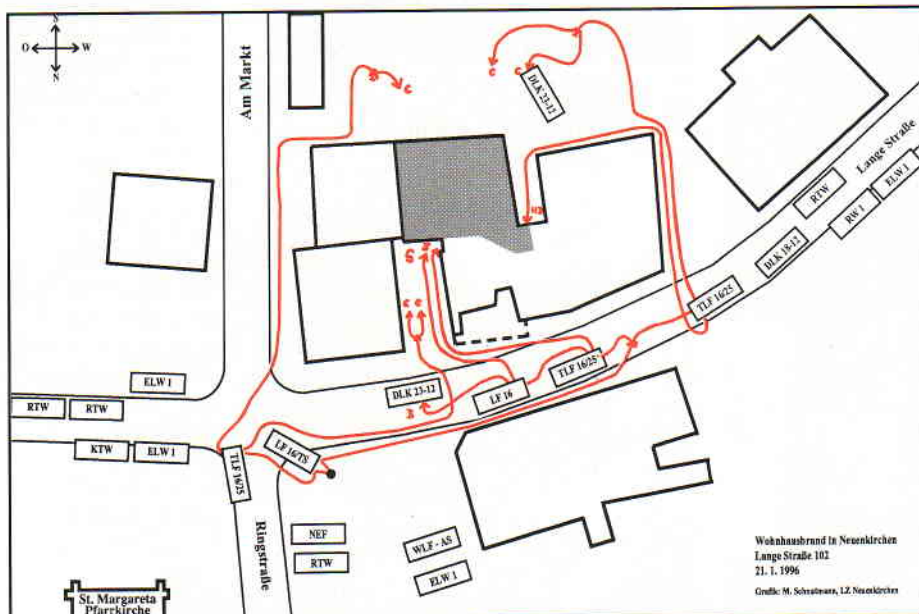 S
O W
N
Am Markt
C
C
C
DLK 23-12
Lange Straße
RTW
ELW 1
RW 1
DLK 18-12
TLF 16/25
C C
ELW 1
RTW
RTW
DLK 23-12
LF 16
TLF 16/25
B
KTW
ELW 1
TLF 16/25
LF 16/TS
Ringstraße
NEF
RTW
WLF - AS
ELW 1
St. Margareta
Pfarrkirche
Wohnhausbrand in Neuenkirchen
Lange Straße 102
21. 1. 1996
Grafik: M. Schnatmann, LZ Neuenkirchen